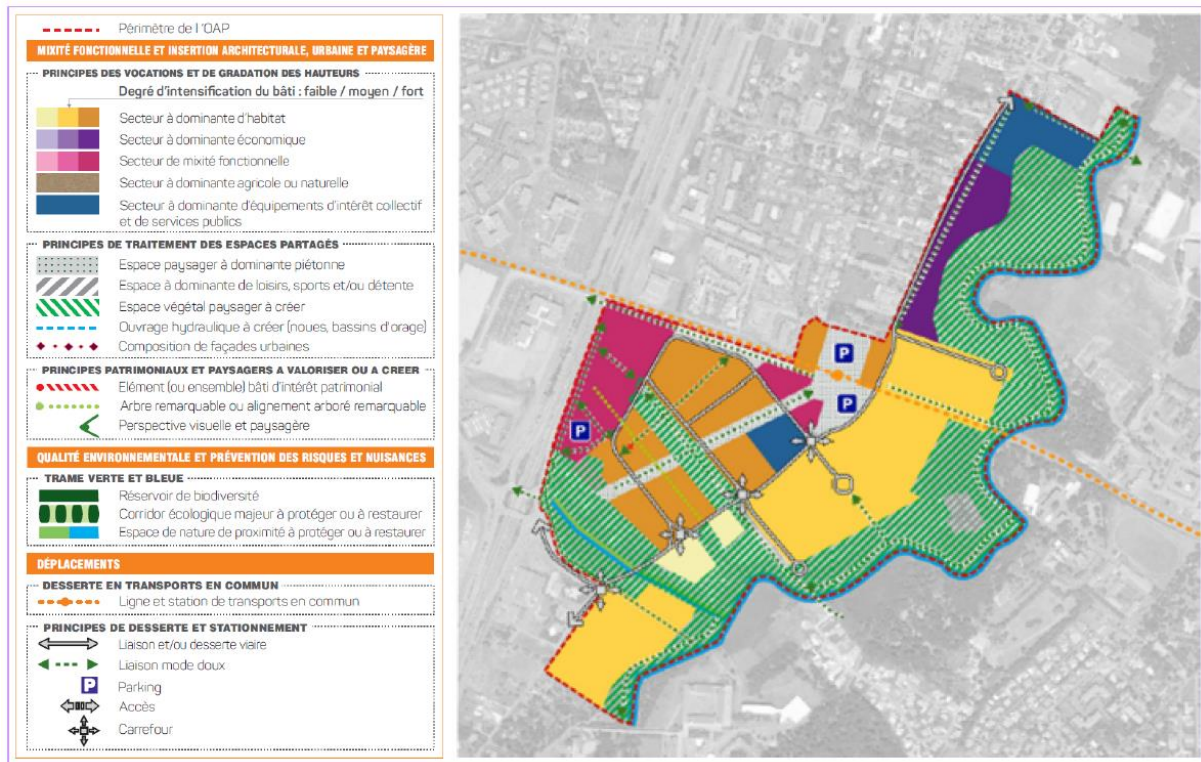 Périmètre de l 'OAP
MIXITÉ FONCTIONNELLE ET INSERTION ARCHITECTURALE, URBAINE ET PAYSAGÈRE
PRINCIPES DES VOCATIONS ET DE GRADATION DES HAUTEURS
Degré d'intensification du bâti : faible / moyen / fort
Secteur à dominante d'habitat
Secteur à dominante économique
Secteur de mixité fonctionnelle
Secteur à dominante agricole ou naturelle
Secteur à dominante d'équipements d'intérêt collectif
et de services publics
PRINCIPES DE TRAITEMENT DES ESPACES PARTAGÉS
Espace paysager à dominante piétonne
Espace à dominante de loisirs, sports et/ou détente
Espace végétal paysager à créer
Ouvrage hydraulique à créer (noues, bassins d'orage)
Composition de façades urbaines
PRINCIPES PATRIMONIAUX ET PAYSAGERS A VALORISER OU A CREER
Elément (ou ensemble) bâti d'intérêt patrimonial
Arbre remarquable ou alignement arboré remarquable
Perspective visuelle et paysagère
QUALITÉ ENVIRONNEMENTALE ET PRÉVENTION DES RISQUES ET NUISANCES
TRAME VERTE ET BLEUE
Réservoir de biodiversité
Corridor écologique majeur à protéger ou à restaurer
Espace de nature de proximité à protéger ou à restaurer
DÉPLACEMENTS
DESSERTE EN TRANSPORTS EN COMMUN
Ligne et station de transports en commun
PRINCIPES DE DESSERTE ET STATIONNEMENT
Liaison et/ou desserte viaire
Liaison mode doux
P Parking
Accès
Carrefour
P
P
P